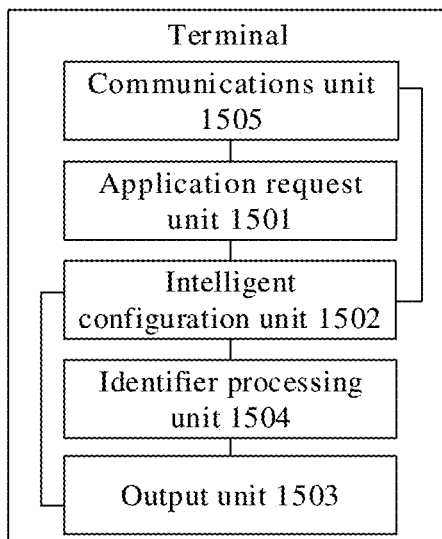 Terminal
Communications unit
1505
Application request
unit 1501
Intelligent
configuration unit 1502
Identifier processing
unit 1504
Output unit 1503